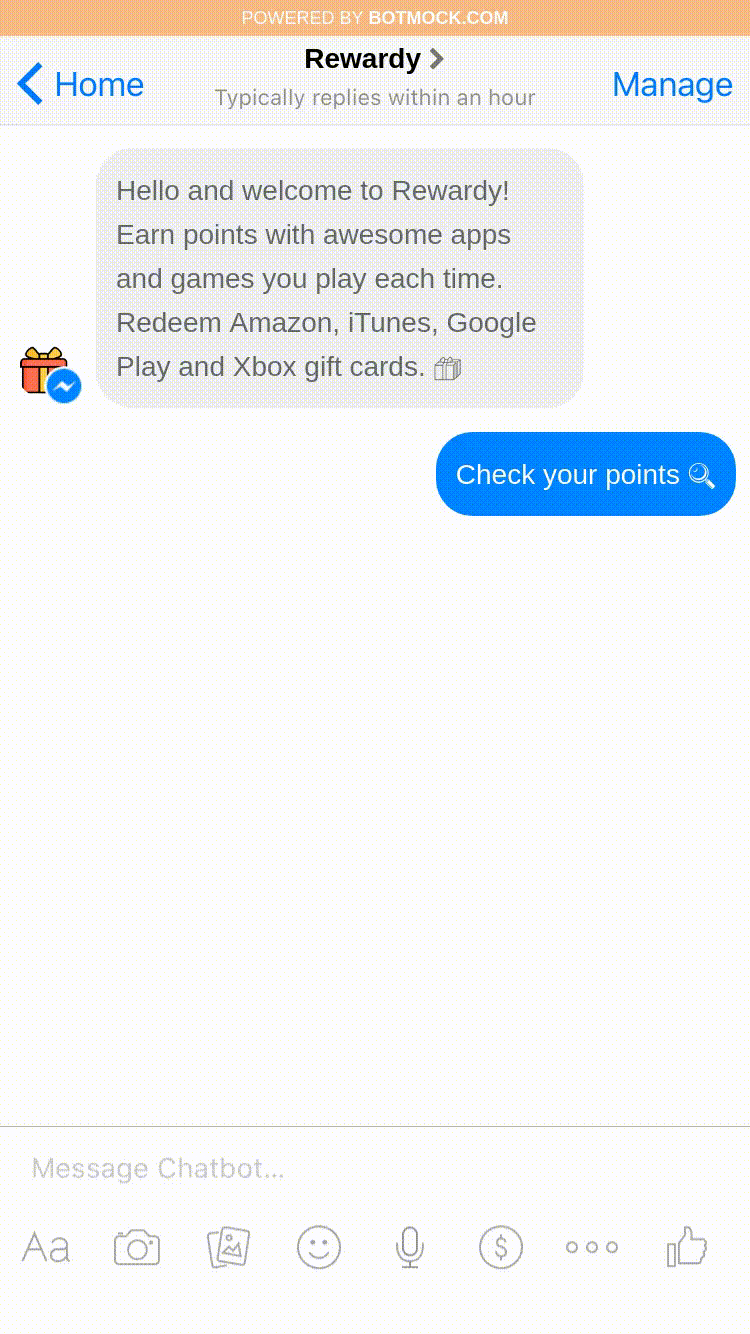 POWERED BY BOTMOCK.COM
Home
Rewardy
Typically replies within an hour
Manage
Hello and welcome to Rewardy!
Earn points with awesome apps
and games you play each time.
Redeem Amazon, iTunes, Google
Play and Xbox gift cards.
Check your points
Message Chatbot...
Aa
$